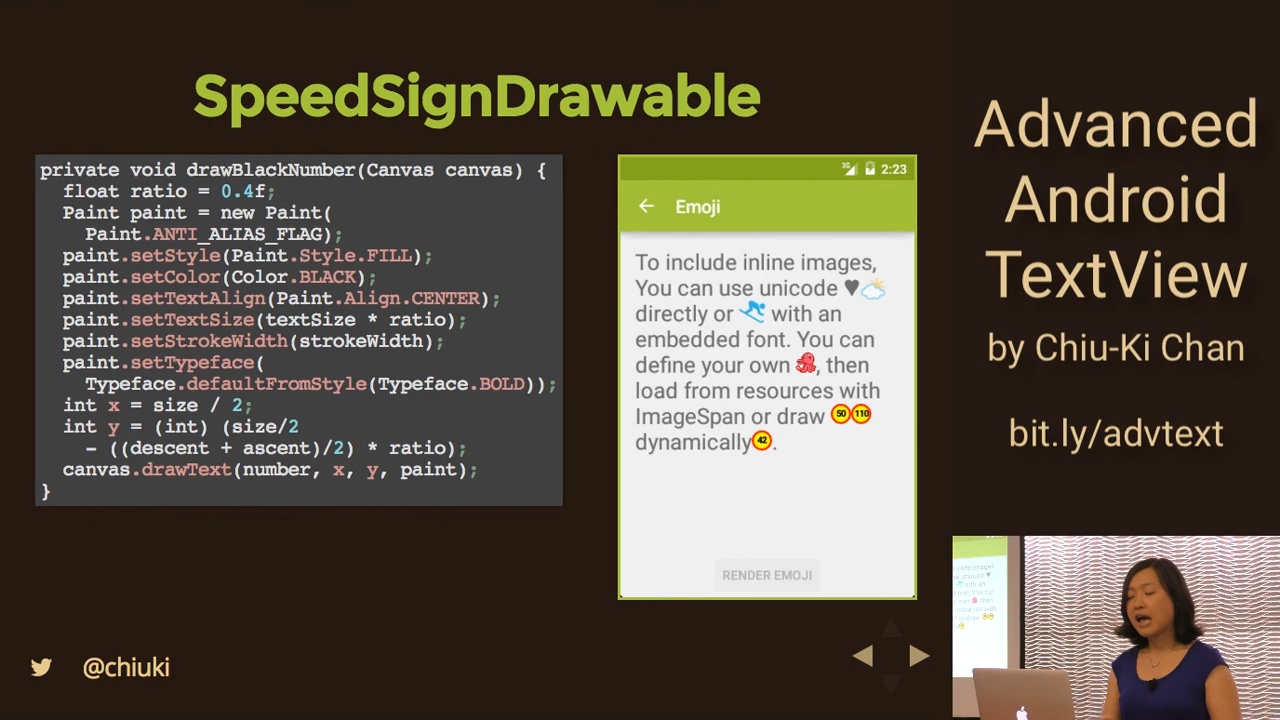 SpeedSignDrawable
private void drawBlackNumber(Canvas canvas) {
float ratio = 0.4f;
Paint paint = new Paint(
Paint.ANTI_ALIAS_FLAG);
paint.setStyle(Paint.Style.FILL);
paint.setColor(Color.BLACK);
paint.setTextAlign(Paint.Align.CENTER);
paint.setTextSize(textSize * ratio);
paint.setStrokeWidth(strokeWidth);
paint.setTypeface(
Typeface.defaultFromStyle(Typeface.BOLD));
int x = size / 2;
int y = (int) (size/2
- ((descent + ascent)/2) * ratio);
canvas.drawText(number, x, y, paint);
}
3G 2:23
← Emoji
To include inline images,
You can use unicode ♥⛅
directly or 🎿 with an
embedded font. You can
define your own 🐙, then
load from resources with
ImageSpan or draw 50 110
dynamically 42.
RENDER EMOJI
@chiuki
Advanced
Android
TextView
by Chiu-Ki Chan
bit.ly/advtext